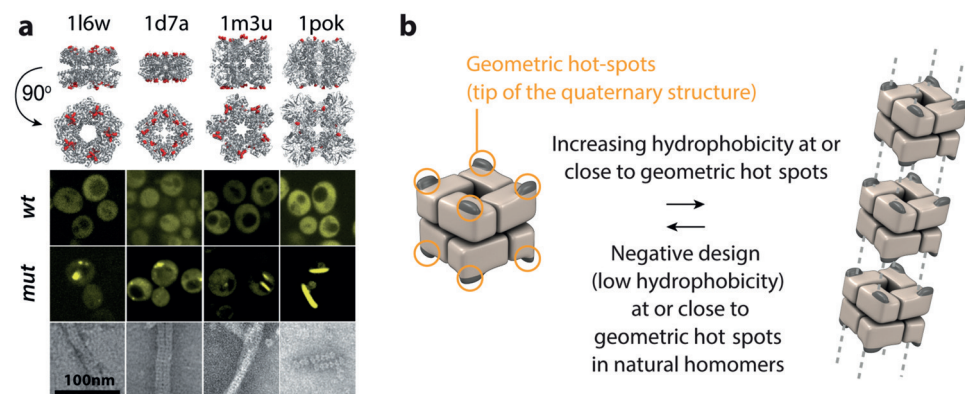 a
1l6w 1d7a 1m3u 1pok
90°
wt
mut
100nm
b
Geometric hot-spots
(tip of the quaternary structure)
Increasing hydrophobicity at or
close to geometric hot spots
Negative design
(low hydrophobicity)
at or close to
geometric hot spots
in natural homomers